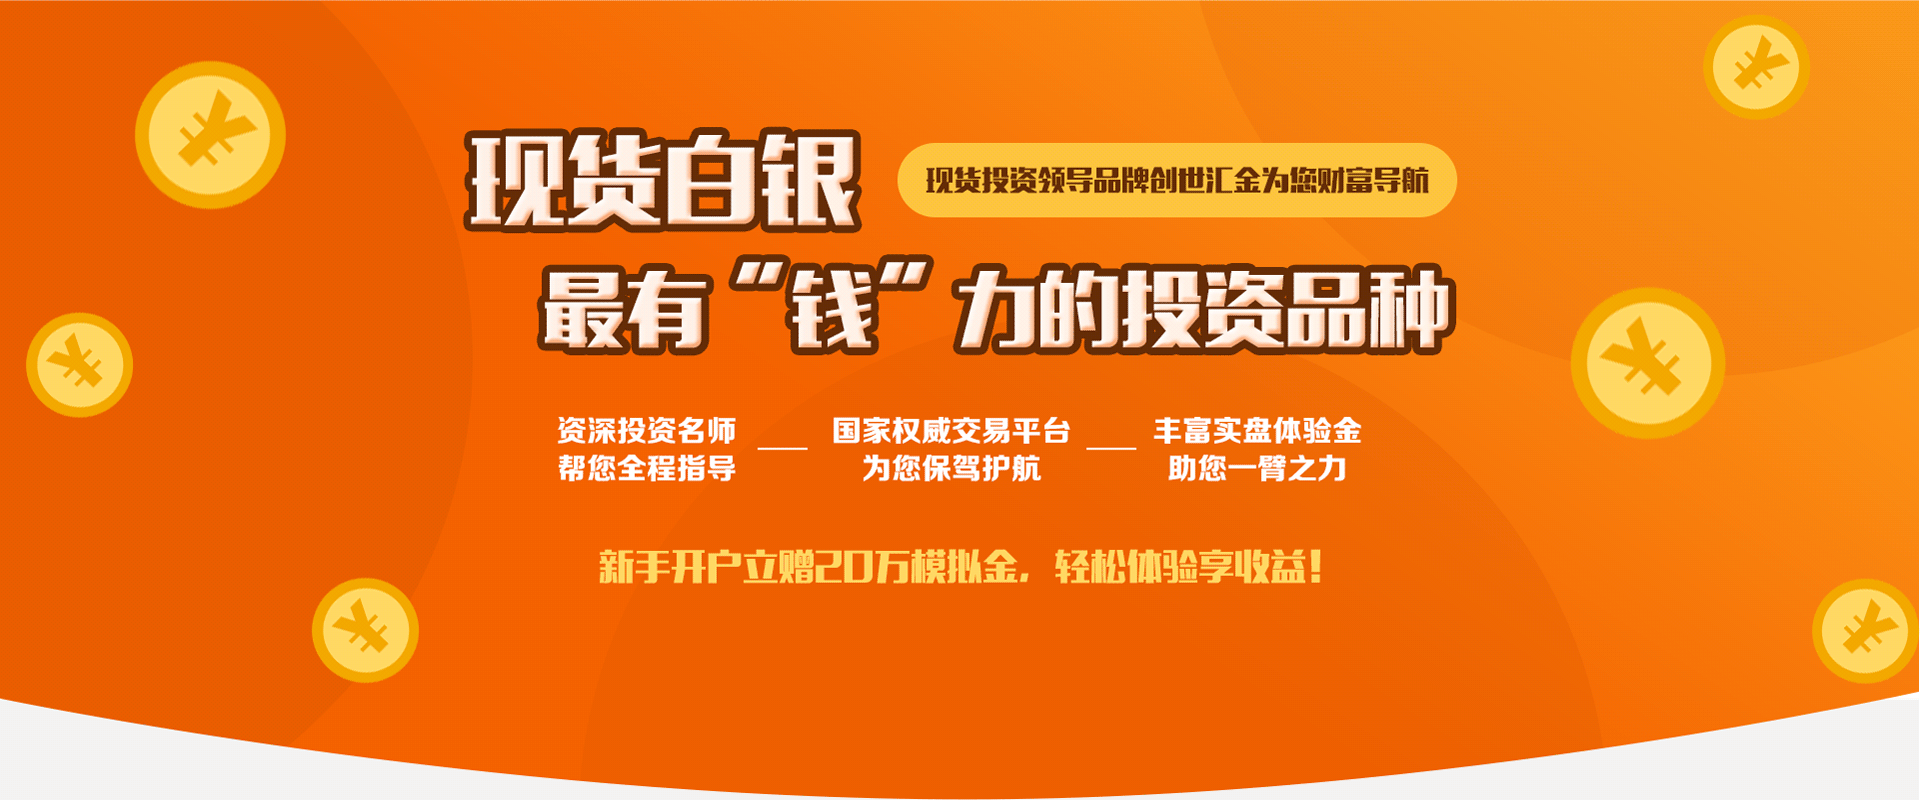 现货白银
现货投资领导品牌创世汇金为您财富导航
最有“钱”力的投资品种
资深投资名师
帮您全程指导
国家权威交易平台
为您保驾护航
丰富实盘体验金
助您一臂之力
新手开户立赠20万模拟金，轻松体验享收益！